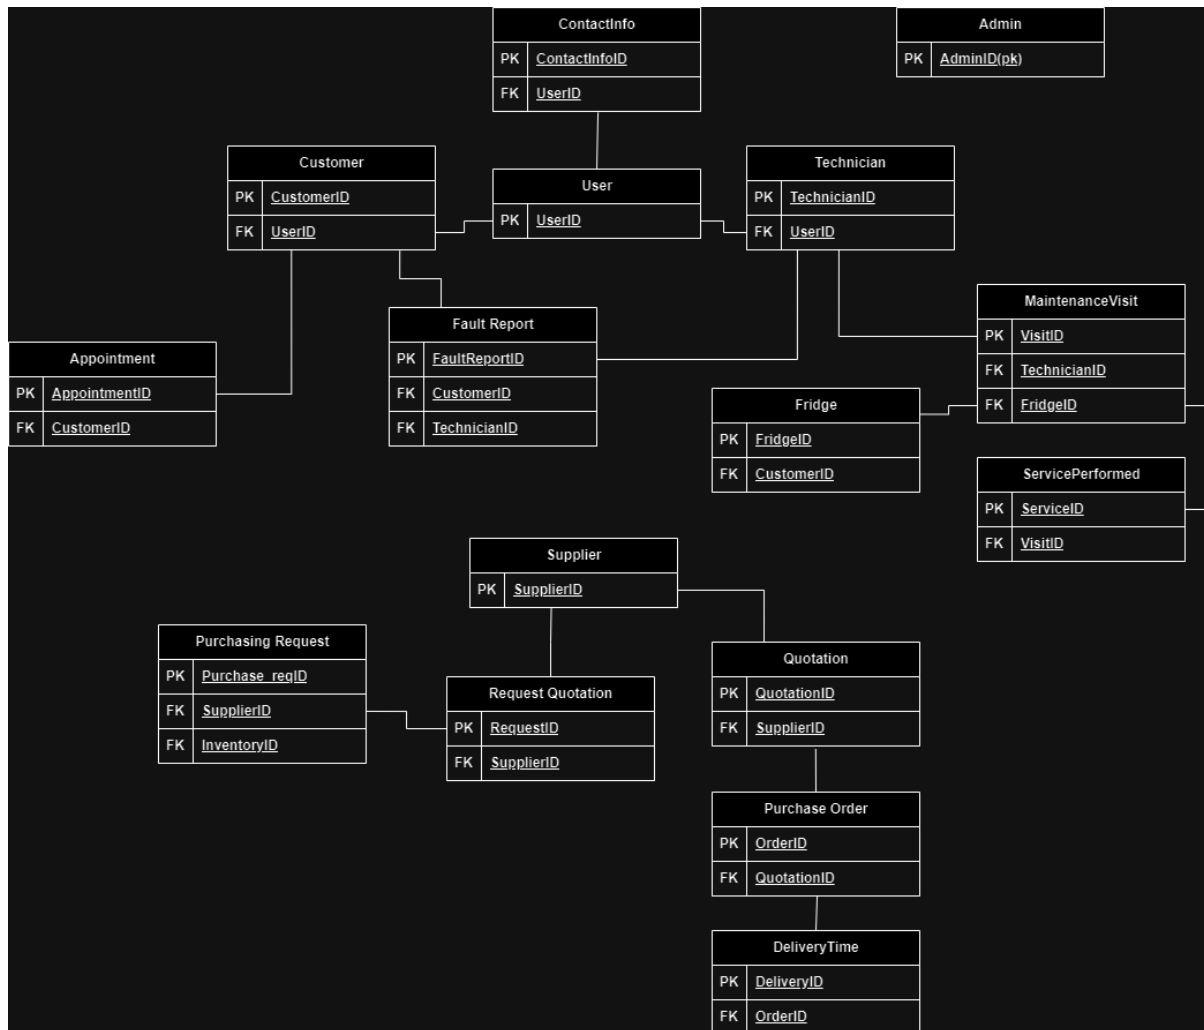 ContactInfo
PK ContactInfoID
FK UserID
Admin
PK AdminID(pk)
Customer
PK CustomerID
FK UserID
User
PK UserID
Technician
PK TechnicianID
FK UserID
MaintenanceVisit
PK VisitID
FK TechnicianID
FK FridgeID
Fault Report
PK FaultReportID
FK CustomerID
FK TechnicianID
Appointment
PK AppointmentID
FK CustomerID
Fridge
PK FridgeID
FK CustomerID
ServicePerformed
PK ServiceID
FK VisitID
Supplier
PK SupplierID
Purchasing Request
PK Purchase_reqID
FK SupplierID
FK InventoryID
Request Quotation
PK RequestID
FK SupplierID
Quotation
PK QuotationID
FK SupplierID
Purchase Order
PK OrderID
FK QuotationID
DeliveryTime
PK DeliveryID
FK OrderID